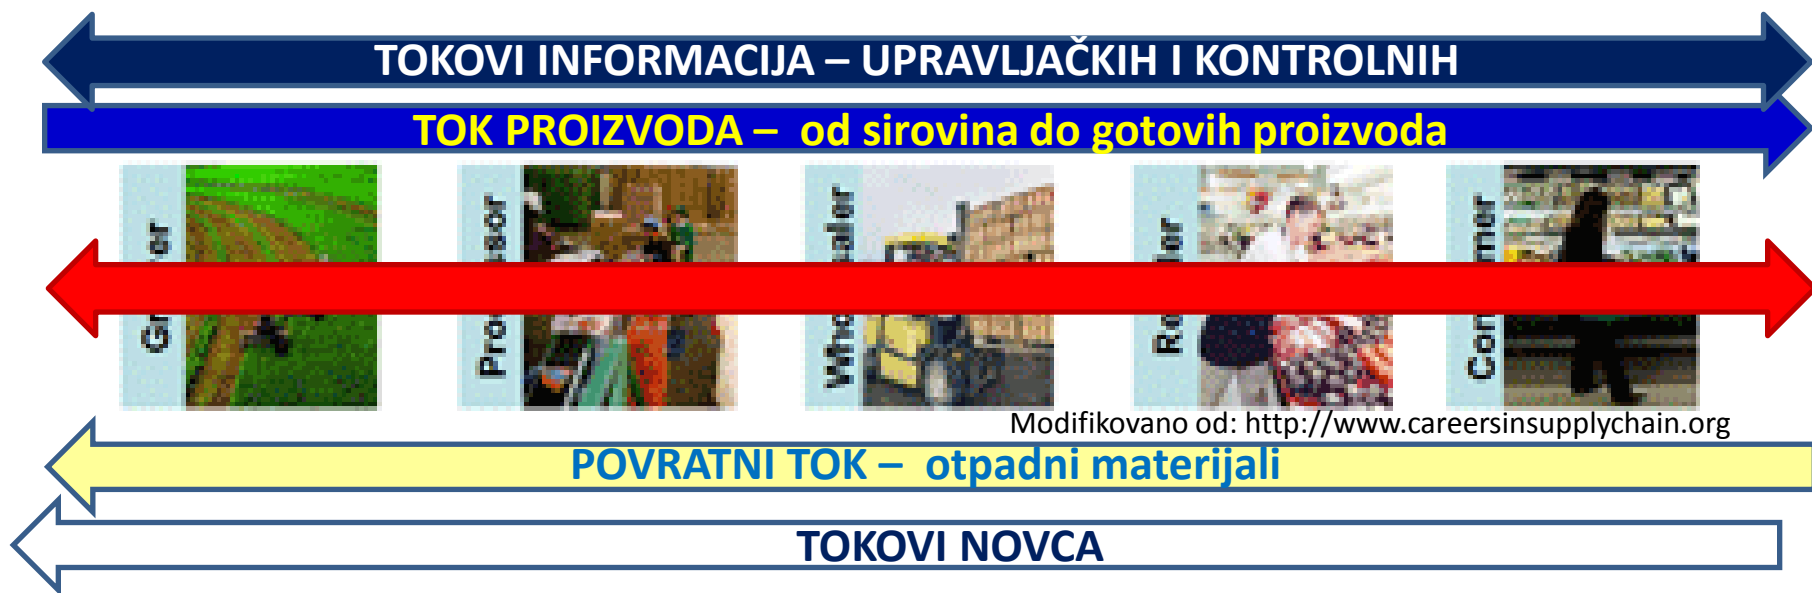 TOKOVI INFORMACIJA – UPRAVLJAČKIH I KONTROLNIH
TOK PROIZVODA – od sirovina do gotovih proizvoda
Modifikovano od: http://www.careersinsupplychain.org
POVRATNI TOK – otpadni materijali
TOKOVI NOVCA